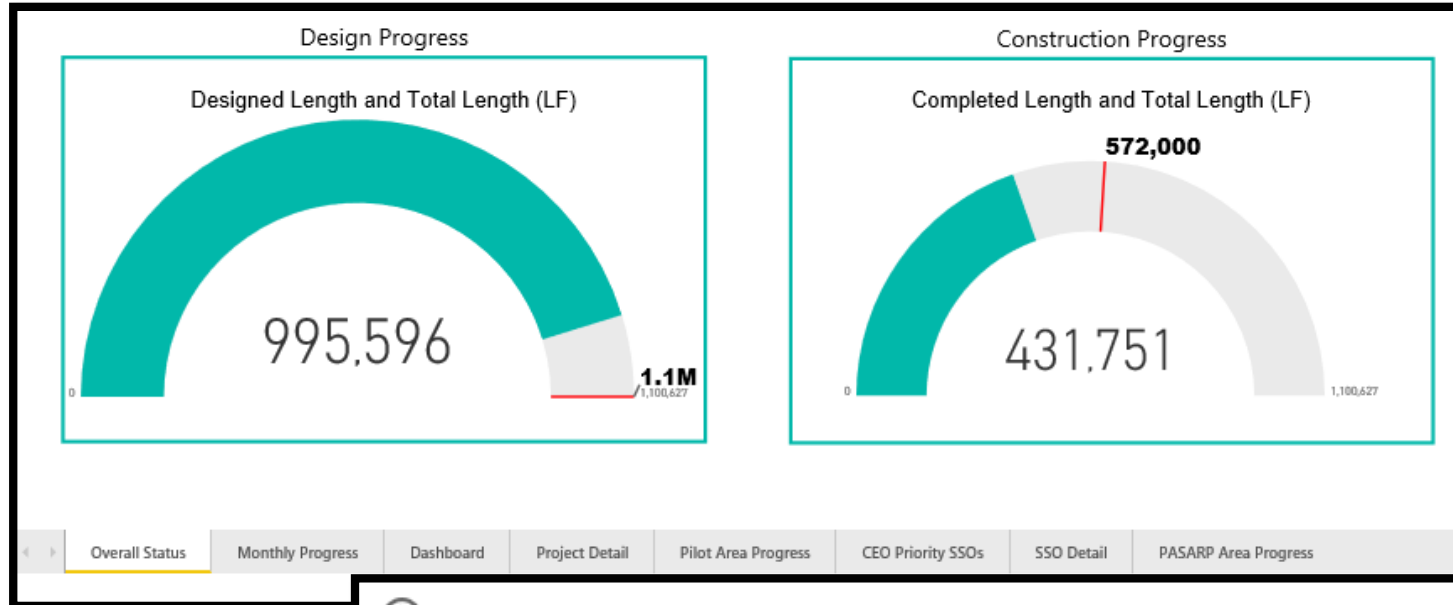 Design Progress
Designed Length and Total Length (LF)
995,596
0
1.1M
1,100,627
Construction Progress
Completed Length and Total Length (LF)
572,000
431,751
0
1,100,627
Overall Status
Monthly Progress
Dashboard
Project Detail
Pilot Area Progress
CEO Priority SSOs
SSO Detail
PASARP Area Progress